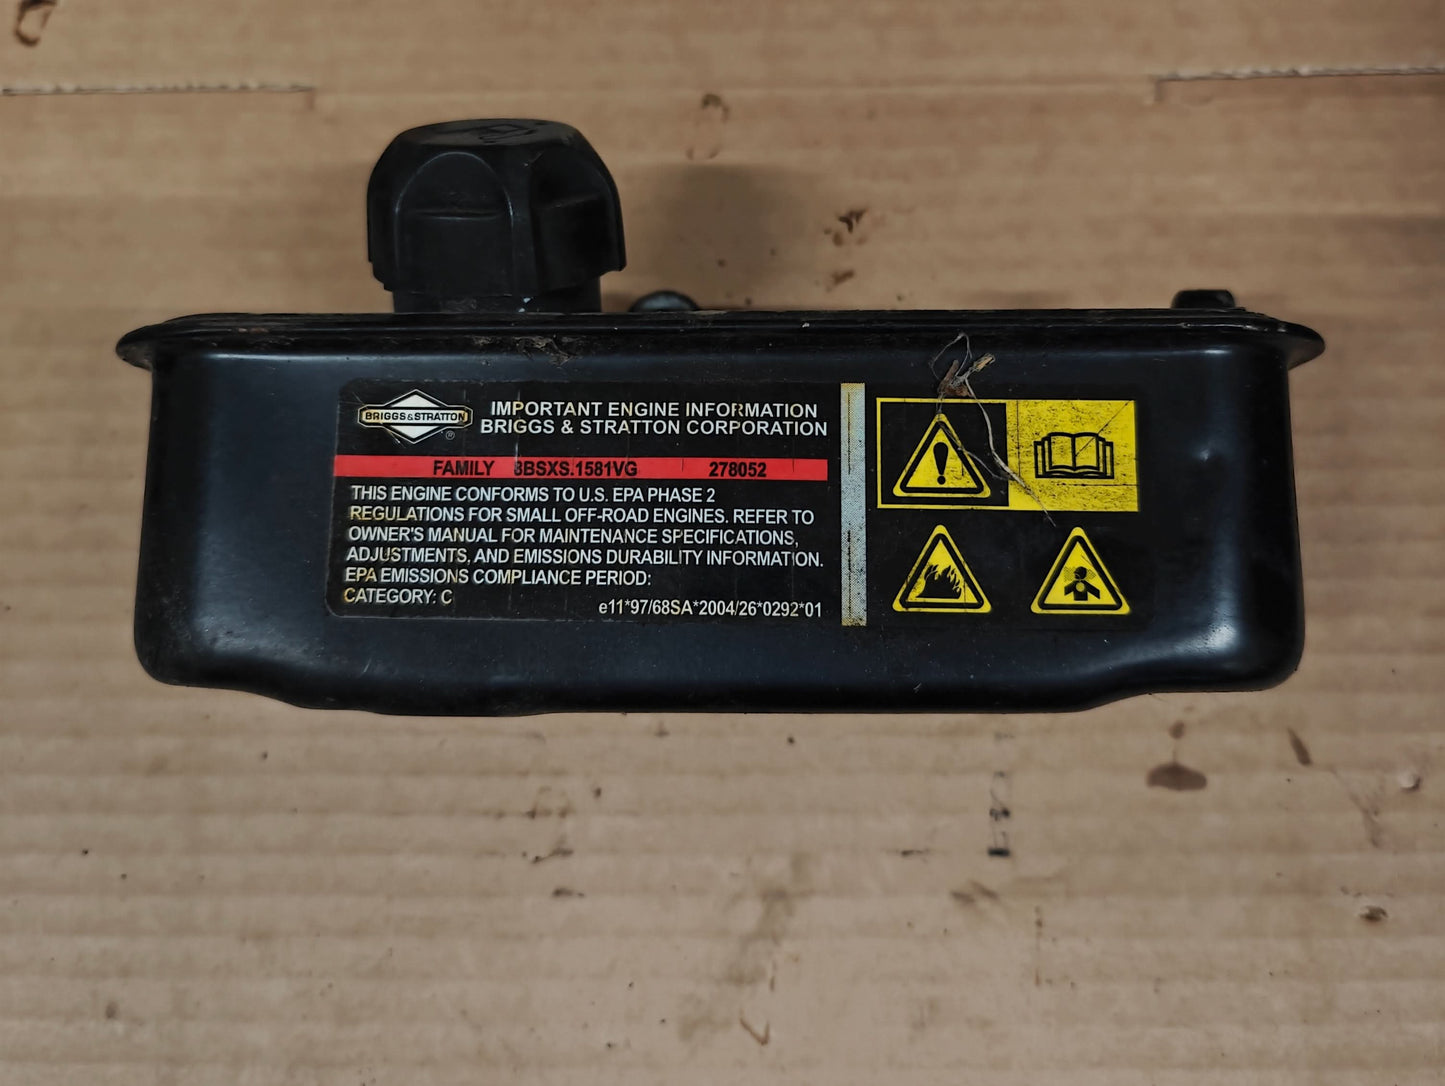 BRIGGS&STRATTON
®
IMPORTANT ENGINE INFORMATION
BRIGGS & STRATTON CORPORATION
FAMILY 8BSXS.1581VG 278052
THIS ENGINE CONFORMS TO U.S. EPA PHASE 2
REGULATIONS FOR SMALL OFF-ROAD ENGINES. REFER TO
OWNER'S MANUAL FOR MAINTENANCE SPECIFICATIONS,
ADJUSTMENTS, AND EMISSIONS DURABILITY INFORMATION.
EPA EMISSIONS COMPLIANCE PERIOD:
CATEGORY: C
e11*97/68SA*2004/26*0292*01